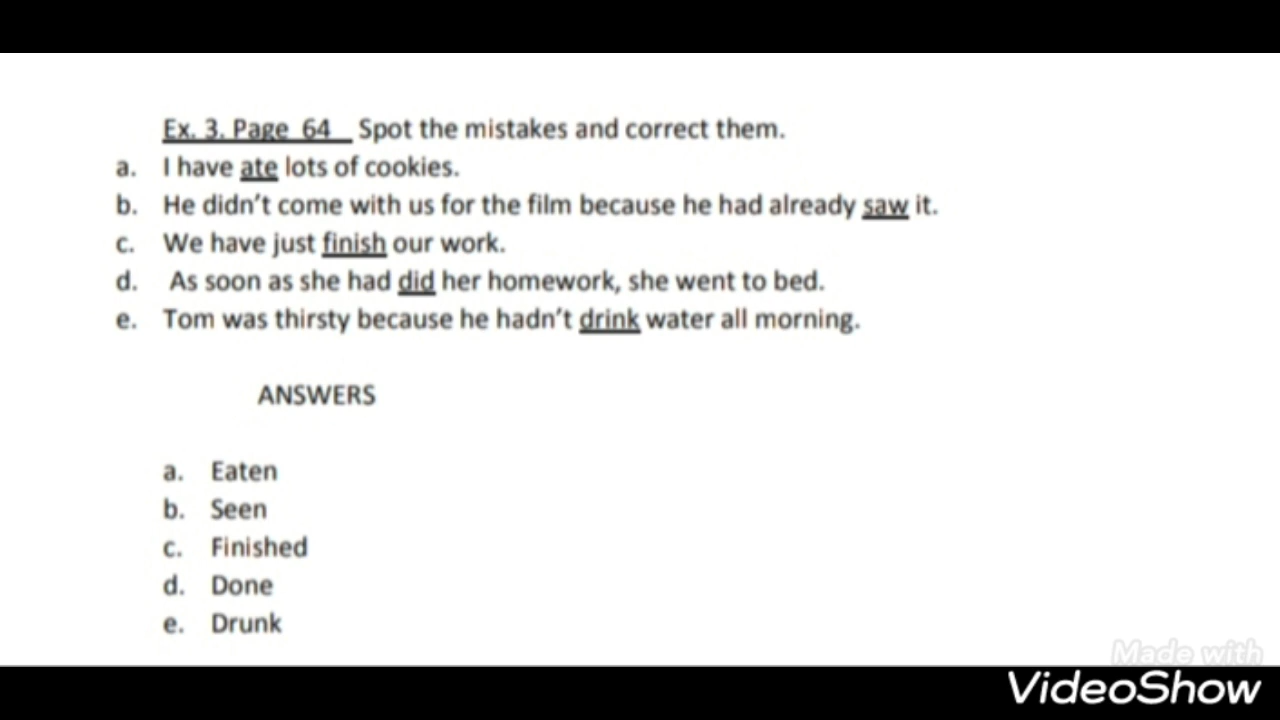 Ex. 3. Page 64 Spot the mistakes and correct them.
a. I have ate lots of cookies.
b. He didn't come with us for the film because he had already saw it.
c. We have just finish our work.
d. As soon as she had did her homework, she went to bed.
e. Tom was thirsty because he hadn't drink water all morning.
ANSWERS
a. Eaten
b. Seen
c. Finished
d. Done
e. Drunk
Made with
VideoShow